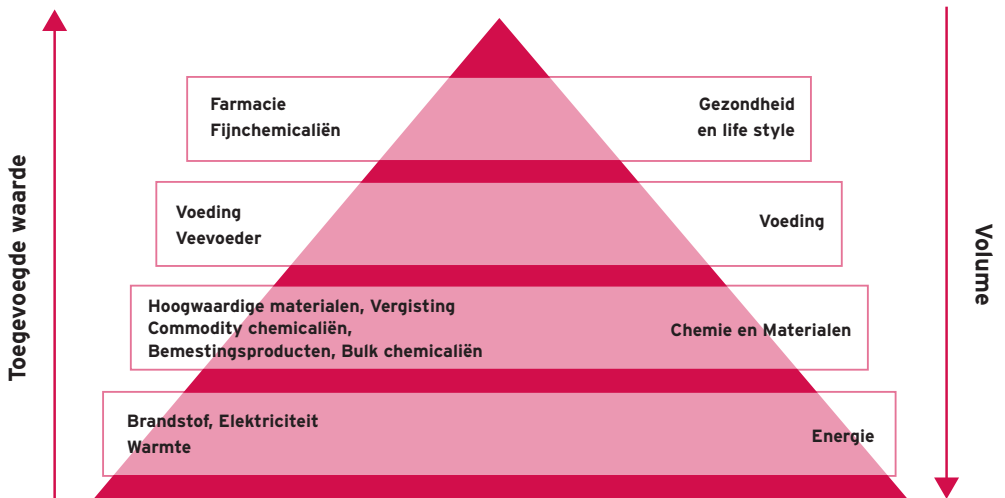 Toegevoegde waarde
Farmacie
Fijnchemicaliën
Gezondheid
en life style
Voeding
Veevoeder
Voeding
Hoogwaardige materialen, Vergisting
Commodity chemicaliën,
Bemestingsproducten, Bulk chemicaliën
Chemie en Materialen
Brandstof, Elektriciteit
Warmte
Energie
Volume